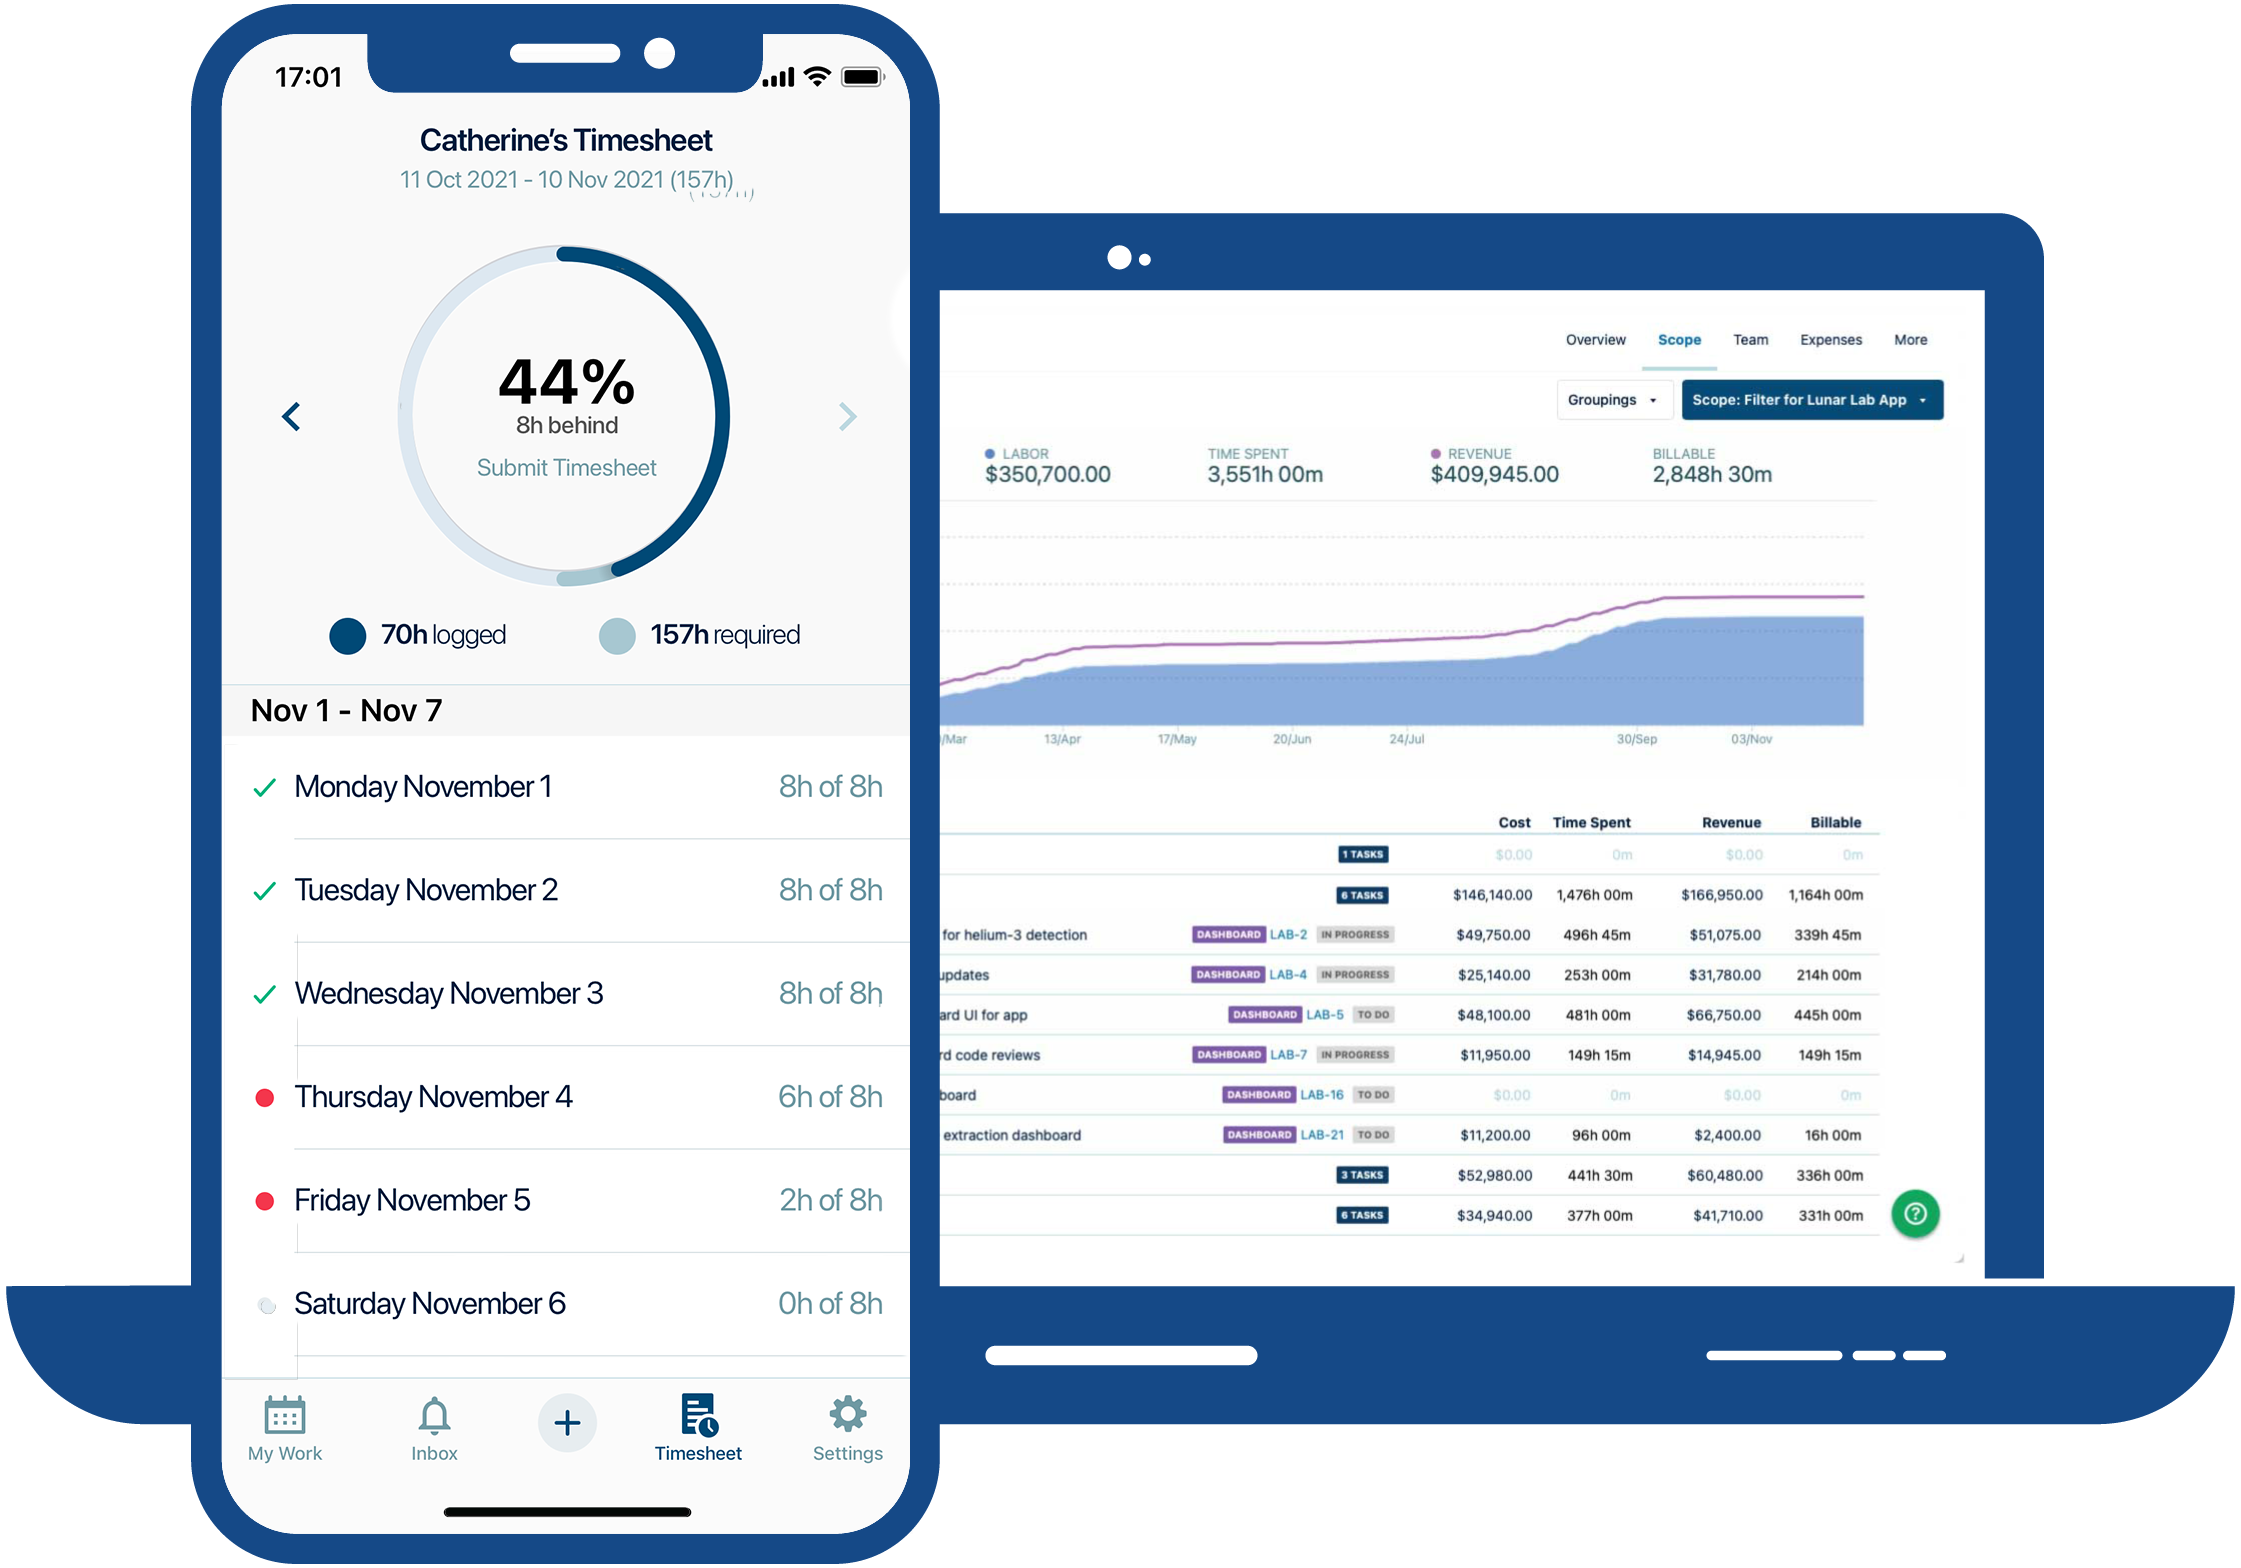 17:01
Catherine's Timesheet
11 Oct 2021 - 10 Nov 2021 (157h)
44%
8h behind
Submit Timesheet
70h logged
157h required
Nov 1 - Nov 7
Monday November 1 8h of 8h
Tuesday November 2 8h of 8h
Wednesday November 3 8h of 8h
Thursday November 4 6h of 8h
Friday November 5 2h of 8h
Saturday November 6 0h of 8h
My Work Inbox + Timesheet Settings
Overview Scope Team Expenses More
Groupings Scope: Filter for Lunar Lab App
LABOR TIME SPENT REVENUE BILLABLE
$350,700.00 3,551h 00m $409,945.00 2,848h 30m
/Mar 13/Apr 17/May 20/Jun 24/Jul 30/Sep 03/Nov
Cost Time Spent Revenue Billable
1 TASKS $0.00 0m $0.00 0m
6 TASKS $146,140.00 1,476h 00m $166,950.00 1,164h 00m
for helium-3 detection DASHBOARD LAB-2 IN PROGRESS $49,750.00 496h 45m $51,075.00 339h 45m
updates DASHBOARD LAB-4 IN PROGRESS $25,140.00 253h 00m $31,780.00 214h 00m
ard UI for app DASHBOARD LAB-5 TO DO $48,100.00 481h 00m $66,750.00 445h 00m
rd code reviews DASHBOARD LAB-7 IN PROGRESS $11,950.00 149h 15m $14,945.00 149h 15m
board DASHBOARD LAB-16 TO DO $0.00 0m $0.00 0m
extraction dashboard DASHBOARD LAB-21 TO DO $11,200.00 96h 00m $2,400.00 16h 00m
3 TASKS $52,980.00 441h 30m $60,480.00 336h 00m
6 TASKS $34,940.00 377h 00m $41,710.00 331h 00m
?